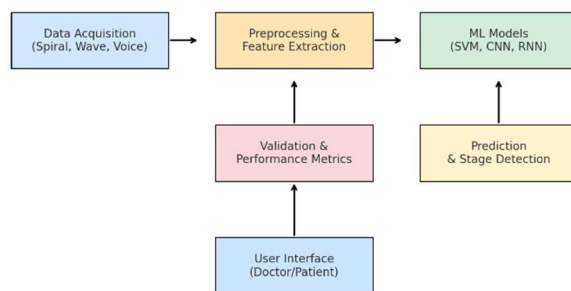 Data Acquisition
(Spiral, Wave, Voice)
Preprocessing &
Feature Extraction
ML Models
(SVM, CNN, RNN)
Validation &
Performance Metrics
Prediction
& Stage Detection
User Interface
(Doctor/Patient)